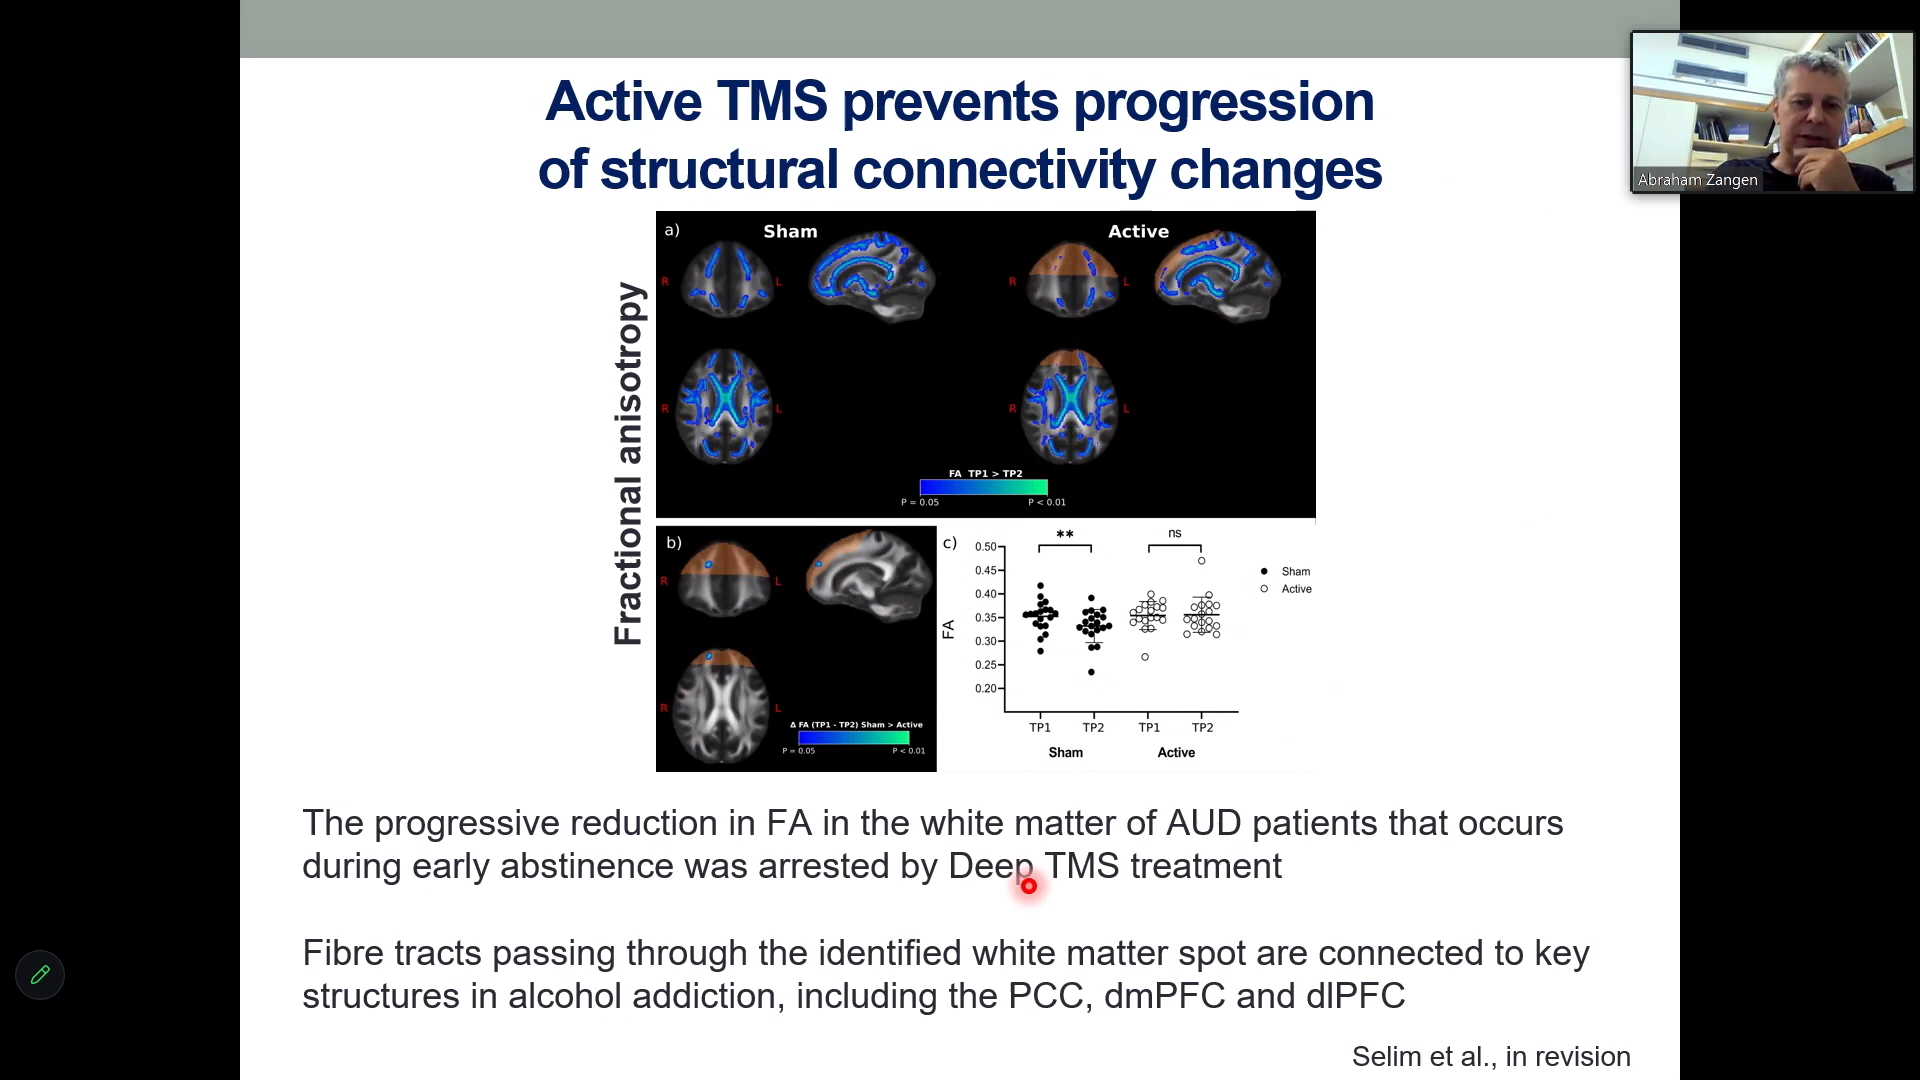 Active TMS prevents progression
of structural connectivity changes
Abraham Zangen
Fractional anisotropy
a)
Sham
Active
R
L
R
L
R
L
R
L
FA TP1 > TP2
P = 0.05
P < 0.01
b)
R
L
R
L
Δ FA (TP1 - TP2) Sham > Active
P = 0.05
P < 0.01
c)
**
ns
0.50
0.45
0.40
0.35
0.30
0.25
0.20
FA
Sham
Active
TP1
TP2
TP1
TP2
Sham
Active
The progressive reduction in FA in the white matter of AUD patients that occurs
during early abstinence was arrested by Deep TMS treatment
Fibre tracts passing through the identified white matter spot are connected to key
structures in alcohol addiction, including the PCC, dmPFC and dlPFC
Selim et al., in revision